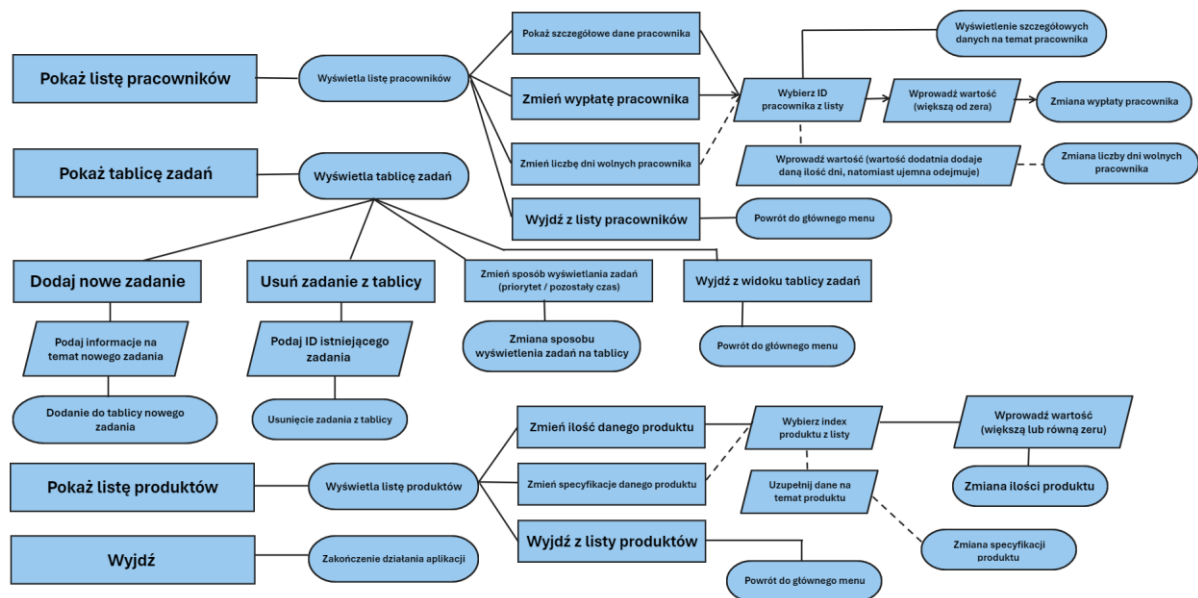 Pokaż listę pracowników
Wyświetla listę pracowników
Pokaż szczegółowe dane pracownika
Zmień wypłatę pracownika
Zmień liczbę dni wolnych pracownika
Wyjdź z listy pracowników
Powrót do głównego menu
Wybierz ID
pracownika z listy
Wyświetlenie szczegółowych
danych na temat pracownika
Wprowadź wartość
(większą od zera)
Zmiana wypłaty pracownika
Wprowadź wartość (wartość dodatnia dodaje
daną ilość dni, natomiast ujemna odejmuje)
Zmiana liczby dni wolnych
pracownika
Pokaż tablicę zadań
Wyświetla tablicę zadań
Dodaj nowe zadanie
Podaj informacje na
temat nowego zadania
Dodanie do tablicy nowego
zadania
Usuń zadanie z tablicy
Podaj ID istniejącego
zadania
Usunięcie zadania z tablicy
Zmień sposób wyświetlania zadań
(priorytet / pozostały czas)
Zmiana sposobu
wyświetlenia zadań na tablicy
Wyjdź z widoku tablicy zadań
Powrót do głównego menu
Pokaż listę produktów
Wyświetla listę produktów
Zmień ilość danego produktu
Zmień specyfikacje danego produktu
Wyjdź z listy produktów
Powrót do głównego menu
Wybierz index
produktu z listy
Wprowadź wartość
(większą lub równą zeru)
Zmiana ilości produktu
Uzupełnij dane na
temat produktu
Zmiana specyfikacji
produktu
Wyjdź
Zakończenie działania aplikacji